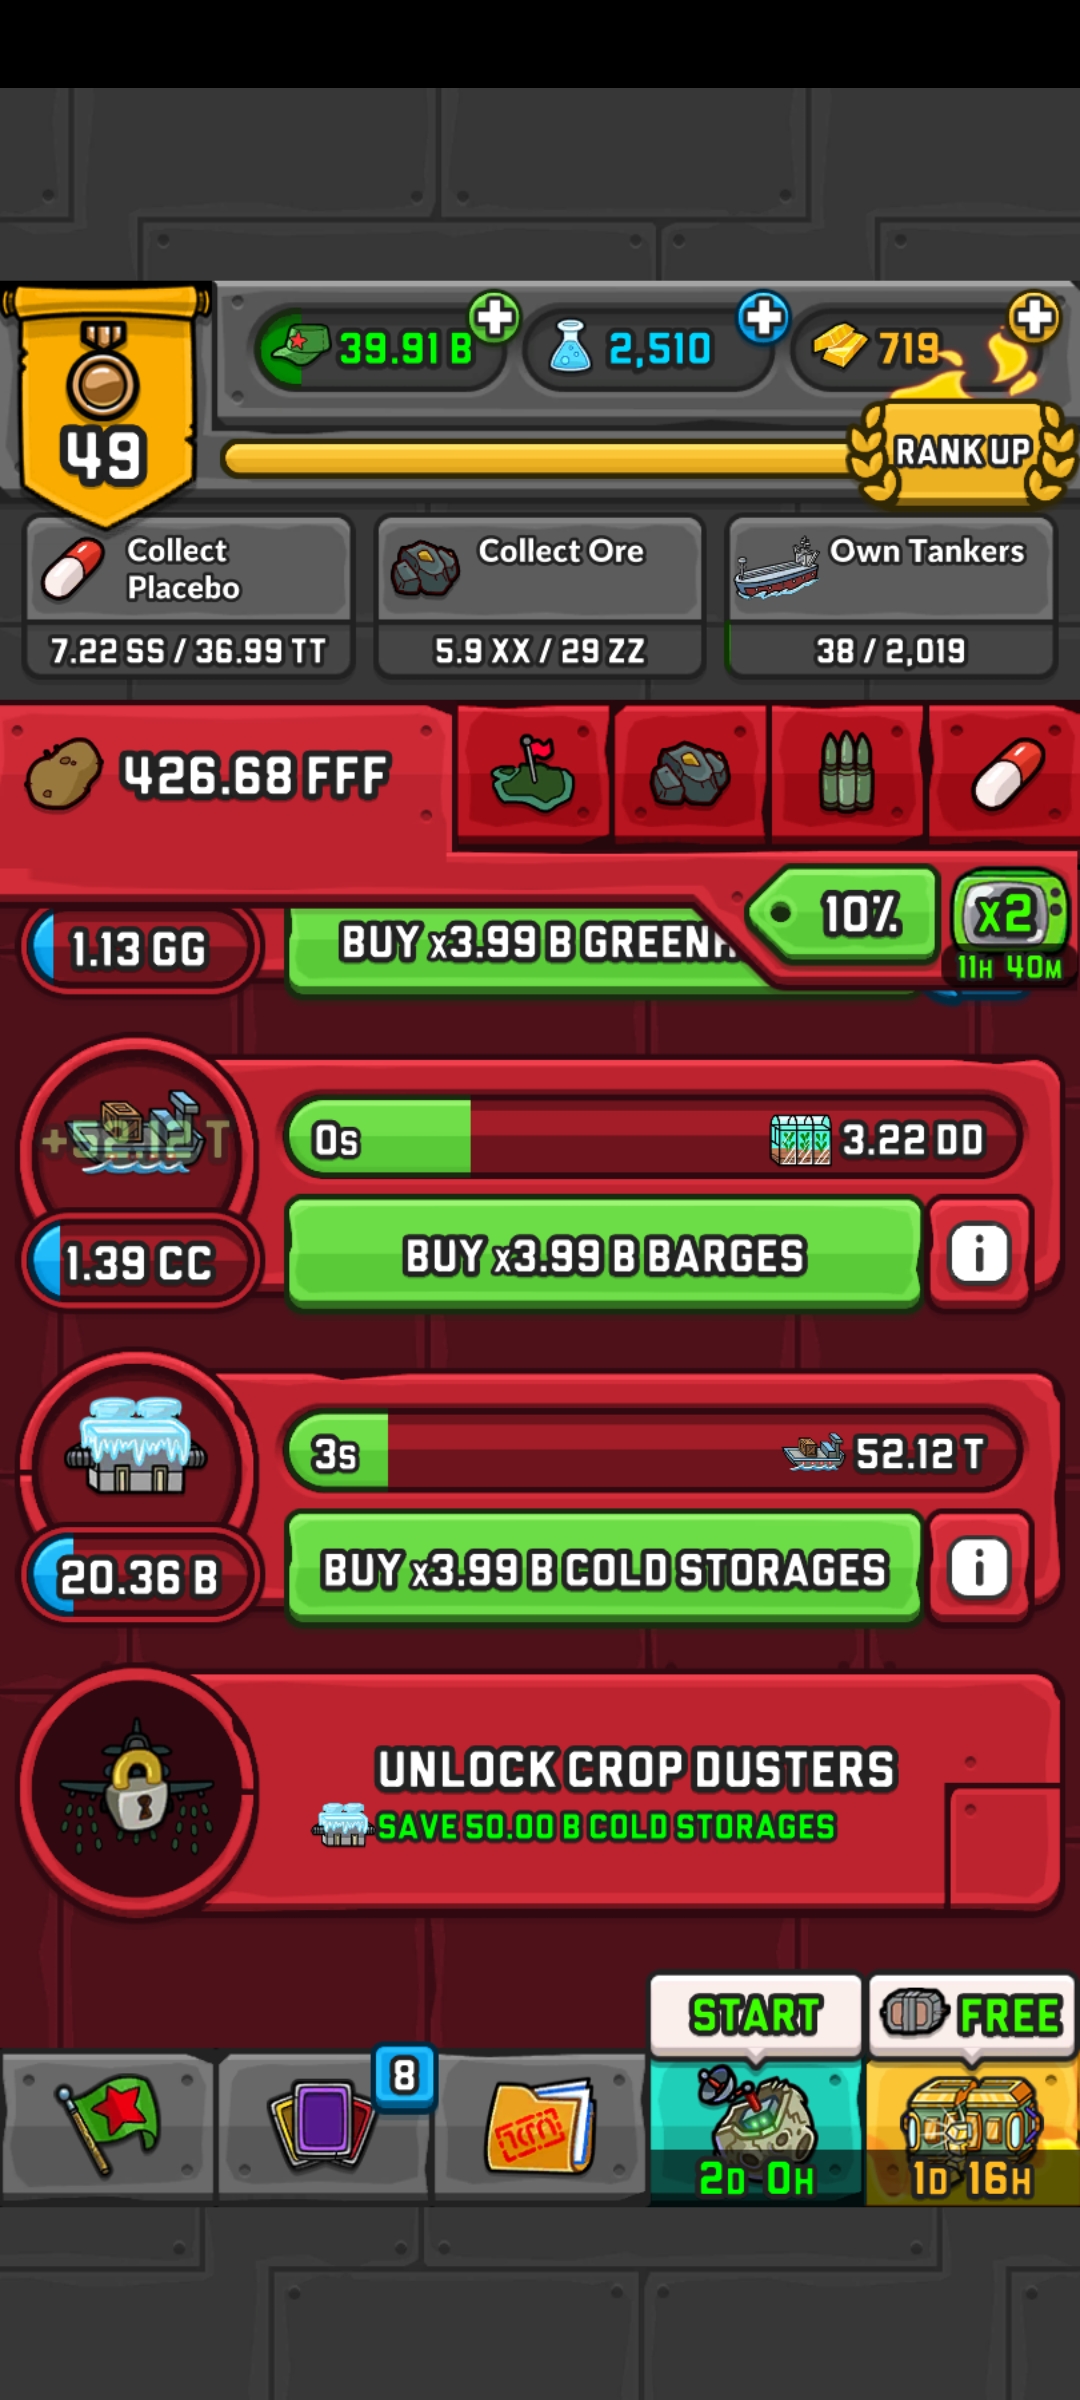 39.91 B
2,510
719
49
RANK UP
Collect
Placebo
Collect Ore
Own Tankers
7.22 SS / 36.99 TT
5.9 XX / 29 ZZ
38 / 2,019
426.68 FFF
10%
x2
11H 40M
1.13 GG
BUY x3.99 B GREENH
+52.12 T
0s
3.22 DD
1.39 CC
BUY x3.99 B BARGES
i
3s
52.12 T
20.36 B
BUY x3.99 B COLD STORAGES
i
UNLOCK CROP DUSTERS
SAVE 50.00 B COLD STORAGES
START
FREE
8
2D 0H
1D 16H